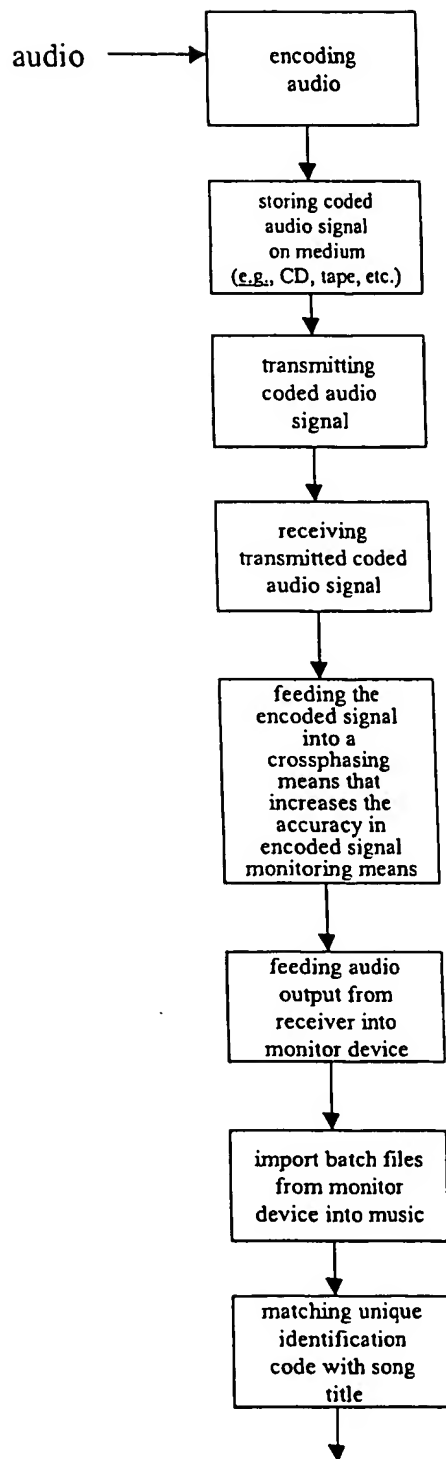 audio
encoding
audio
storing coded
audio signal
on medium
(e.g., CD, tape, etc.)
transmitting
coded audio
signal
receiving
transmitted coded
audio signal
feeding the
encoded signal
into a
crossphasing
means that
increases the
accuracy in
encoded signal
monitoring means
feeding audio
output from
receiver into
monitor device
import batch files
from monitor
device into music
matching unique
identification
code with song
title